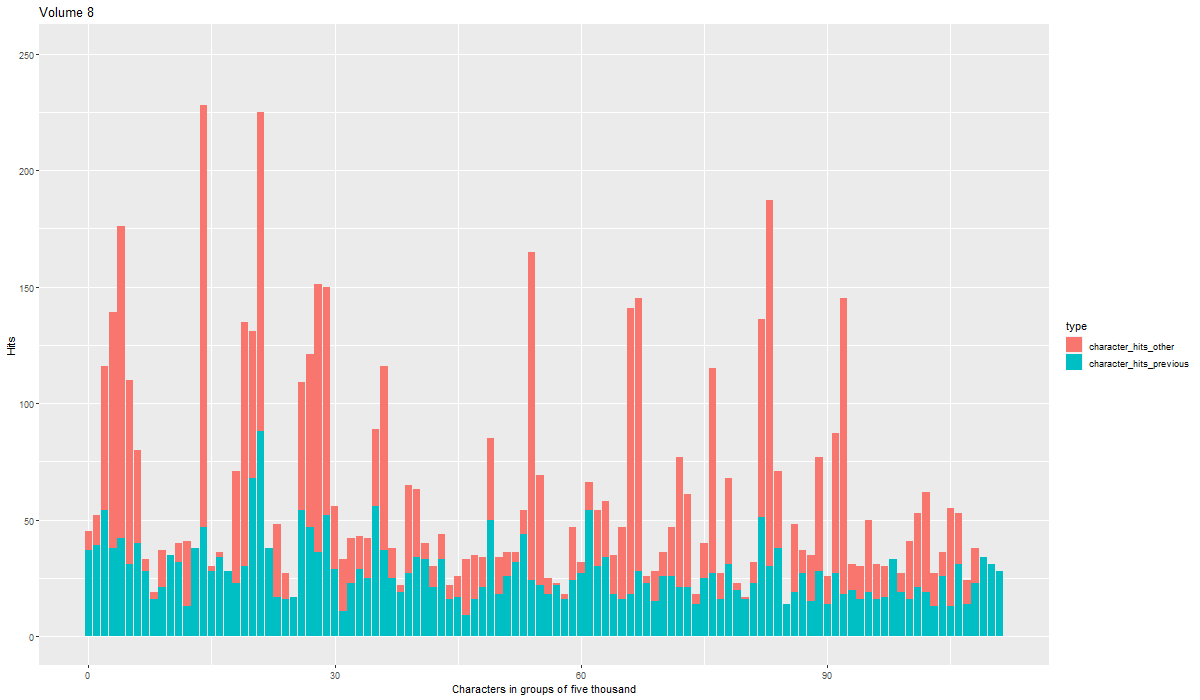 Volume 8
250
200
150
100
50
0
Hits
0 30 60 90
Characters in groups of five thousand
type
character_hits_other
character_hits_previous